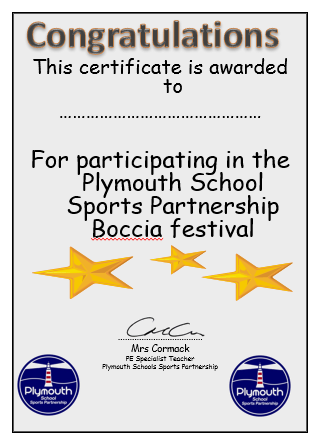 Congratulations
This certificate is awarded
to
………………………………………
For participating in the
Plymouth School
Sports Partnership
Boccia festival
Mrs Cormack
PE Specialist Teacher
Plymouth Schools Sports Partnership
Plymouth
School
Sports Partnership
Plymouth
School
Sports Partnership